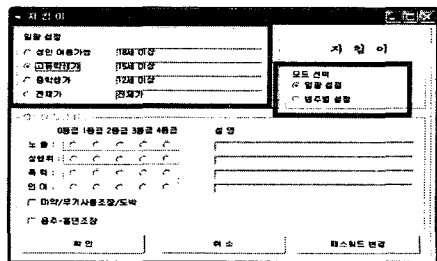 지킴이
일괄 설정
성인 이용가능 18세 이상
고등학생가 15세 이상
중학생가 12세 이상
전체가 전체가
지 킴 이
모드 선택
일괄 설정
범주별 설정
0등급 1등급 2등급 3등급 4등급 설 명
노 출 :
성행위 :
폭 력 :
언 어 :
마약/무기사용조장/도박
음주-흡연조장
확 인 취 소 패스워드 변경